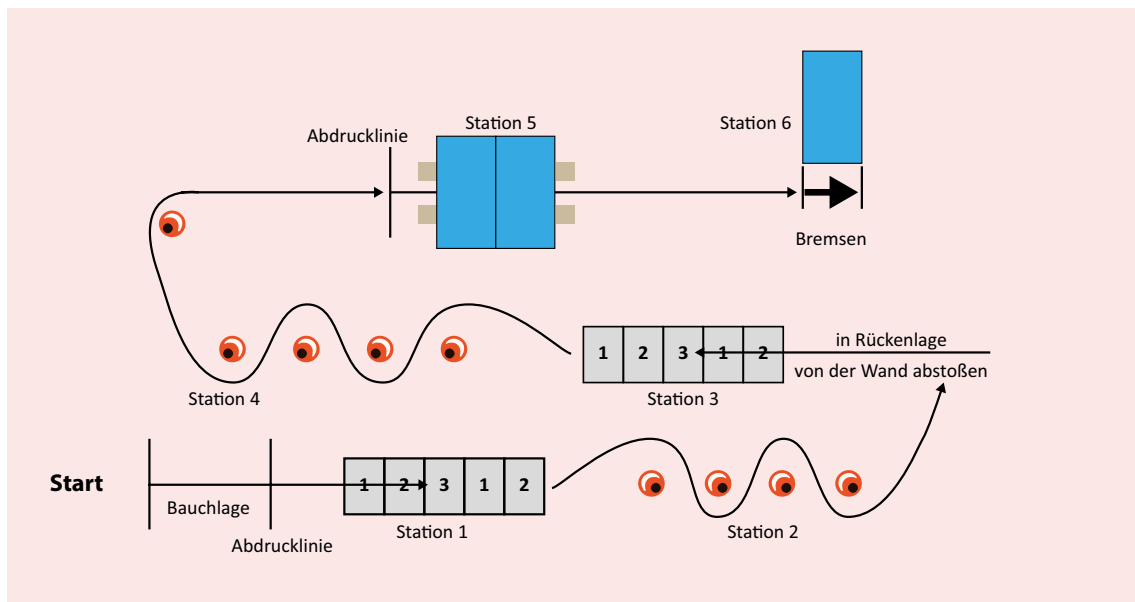 Station 5
Abdrucklinie
Station 6
Bremsen
1 2 3 1 2
in Rückenlage
von der Wand abstoßen
Station 4
Station 3
Start
Bauchlage
Abdrucklinie
1 2 3 1 2
Station 1
Station 2